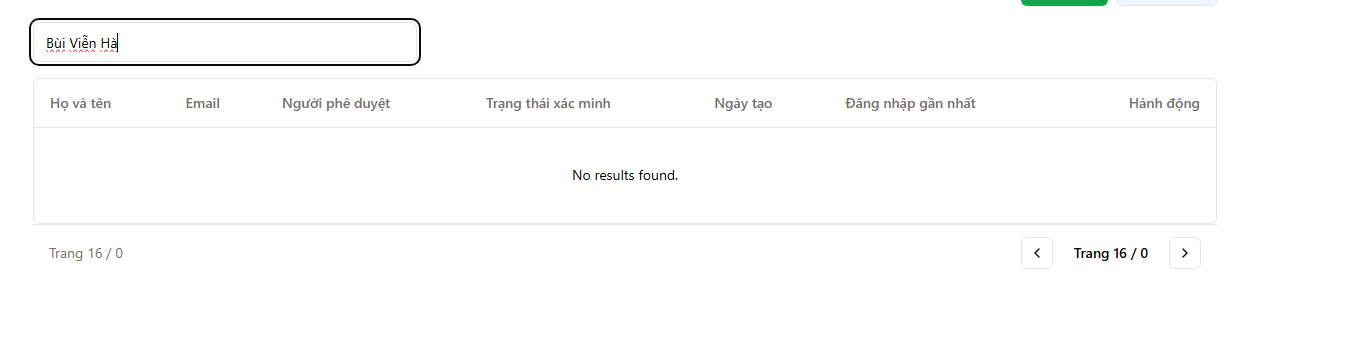 Bùi Viễn Hà
Họ và tên Email Người phê duyệt Trạng thái xác minh Ngày tạo Đăng nhập gần nhất Hành động
No results found.
Trang 16 / 0 Trang 16 / 0